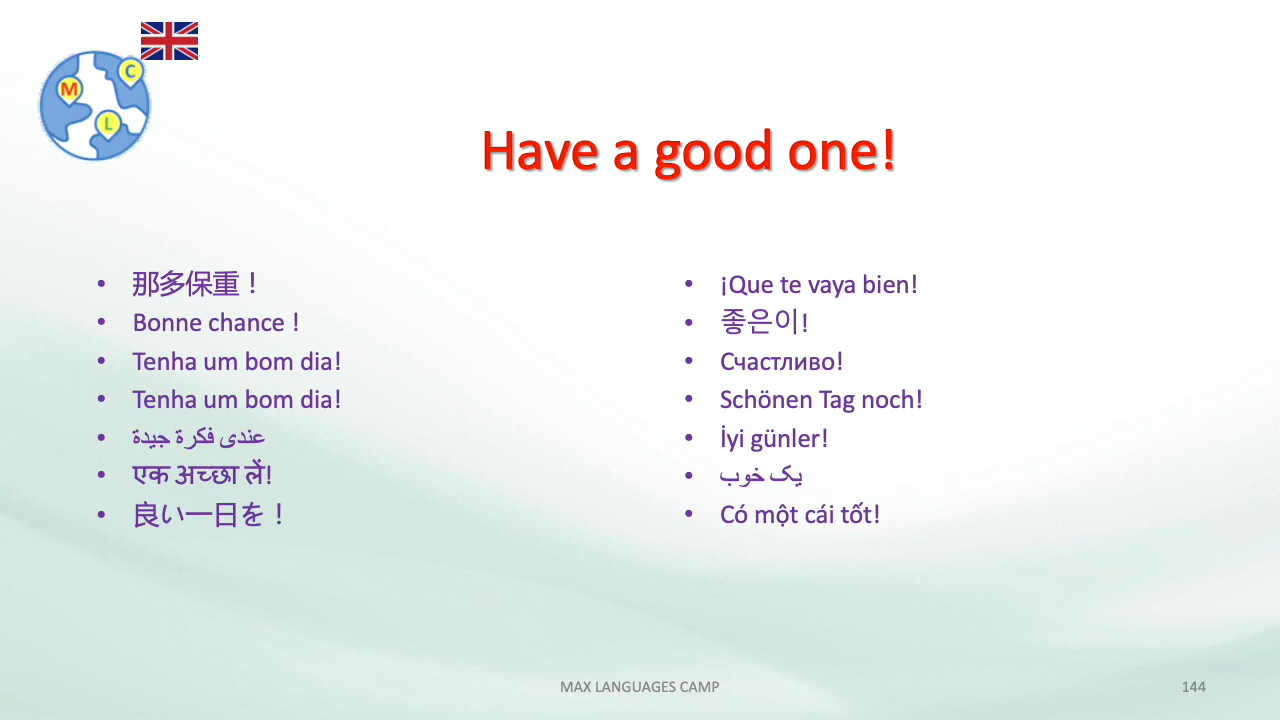 M
C
L
Have a good one!
那多保重！
Bonne chance !
Tenha um bom dia!
Tenha um bom dia!
عندى فكرة جيدة
एक अच्छा लें!
良い一日を！
¡Que te vaya bien!
좋은이!
Счастливо!
Schönen Tag noch!
İyi günler!
یک خوب
Có một cái tốt!
MAX LANGUAGES CAMP
144